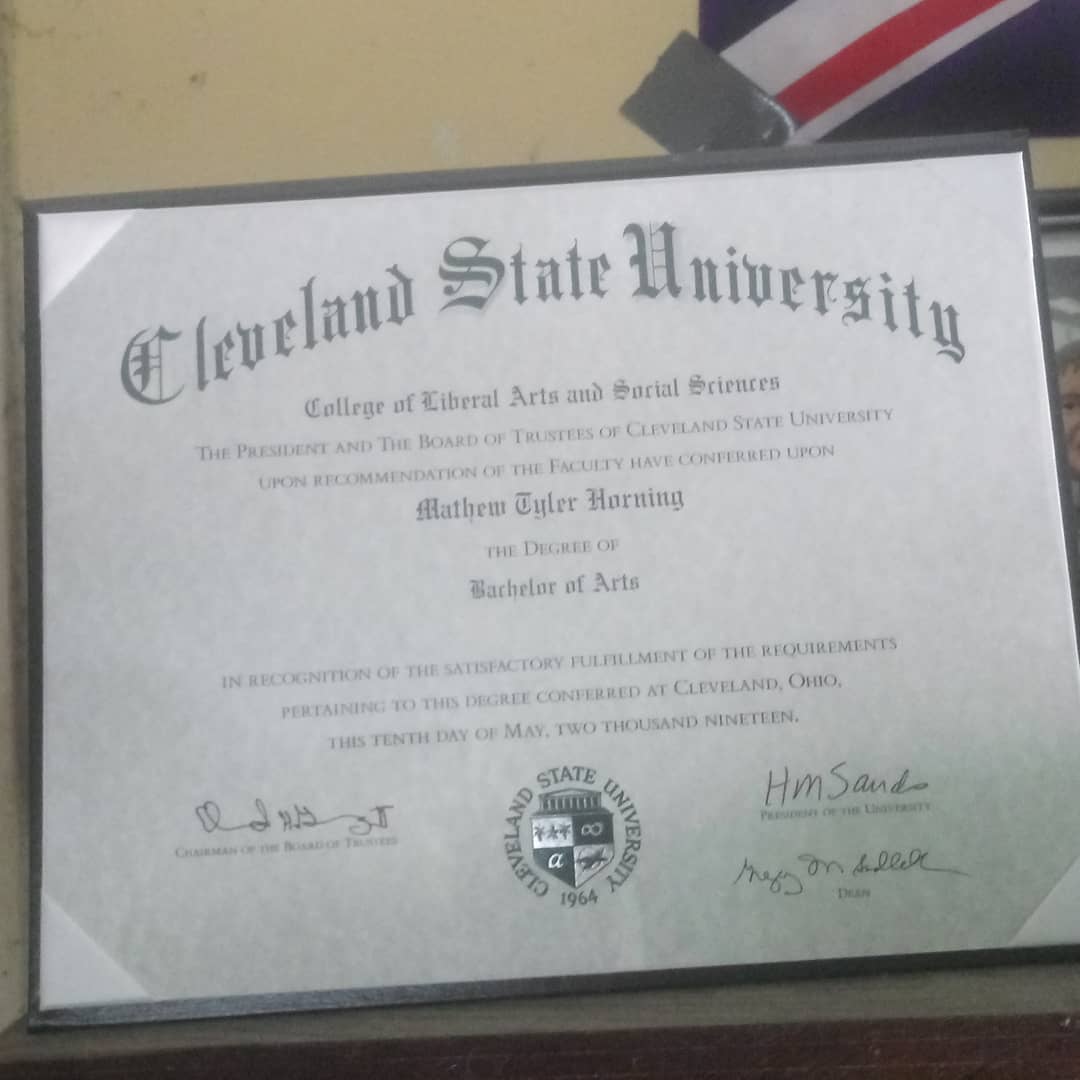 Cleveland State University
College of Liberal Arts and Social Sciences
THE PRESIDENT AND THE BOARD OF TRUSTEES OF CLEVELAND STATE UNIVERSITY
UPON RECOMMENDATION OF THE FACULTY HAVE CONFERRED UPON
Mathew Tyler Horning
THE DEGREE OF
Bachelor of Arts
IN RECOGNITION OF THE SATISFACTORY FULFILLMENT OF THE REQUIREMENTS
PERTAINING TO THIS DEGREE CONFERRED AT CLEVELAND, OHIO,
THIS TENTH DAY OF MAY, TWO THOUSAND NINETEEN.
CHAIRMAN OF THE BOARD OF TRUSTEES
CLEVELAND STATE UNIVERSITY
α
1964
HM Sands
PRESIDENT OF THE UNIVERSITY
DEAN